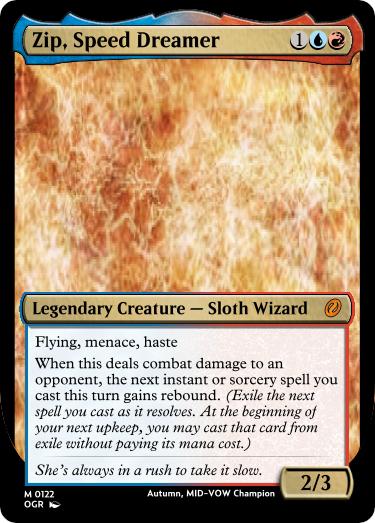 Zip, Speed Dreamer
1
Legendary Creature — Sloth Wizard
Flying, menace, haste
When this deals combat damage to an
opponent, the next instant or sorcery spell you
cast this turn gains rebound. (Exile the next
spell you cast as it resolves. At the beginning of
your next upkeep, you may cast that card from
exile without paying its mana cost.)
She's always in a rush to take it slow.
2/3
M 0122
Autumn, MID-VOW Champion
OGR